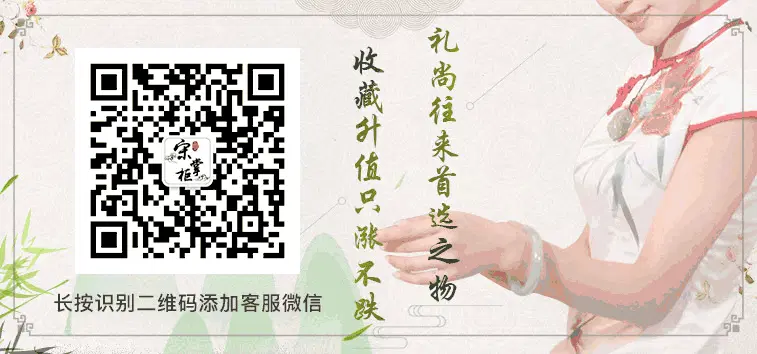 礼尚往来首选之物
收藏升值只涨不跌
宋掌柜
长按识别二维码添加客服微信